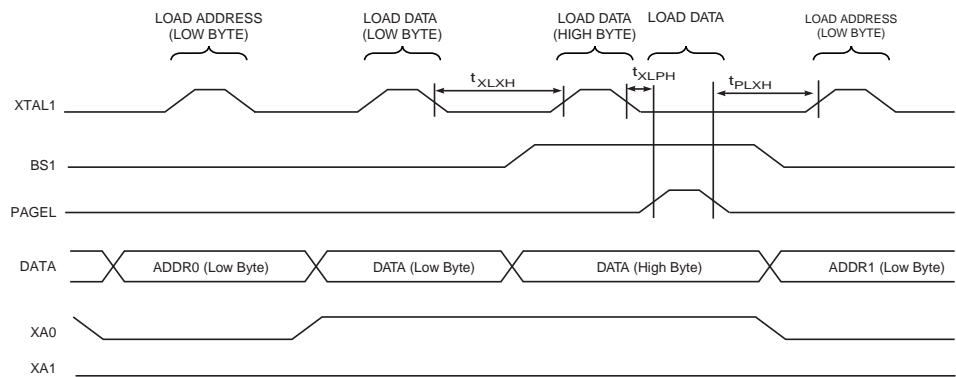 LOAD ADDRESS
(LOW BYTE)
LOAD DATA
(LOW BYTE)
LOAD DATA
(HIGH BYTE)
LOAD DATA
LOAD ADDRESS
(LOW BYTE)
tXLXH
tXLPH
tPLXH
XTAL1
BS1
PAGEL
DATA
ADDR0 (Low Byte)
DATA (Low Byte)
DATA (High Byte)
ADDR1 (Low Byte)
XA0
XA1